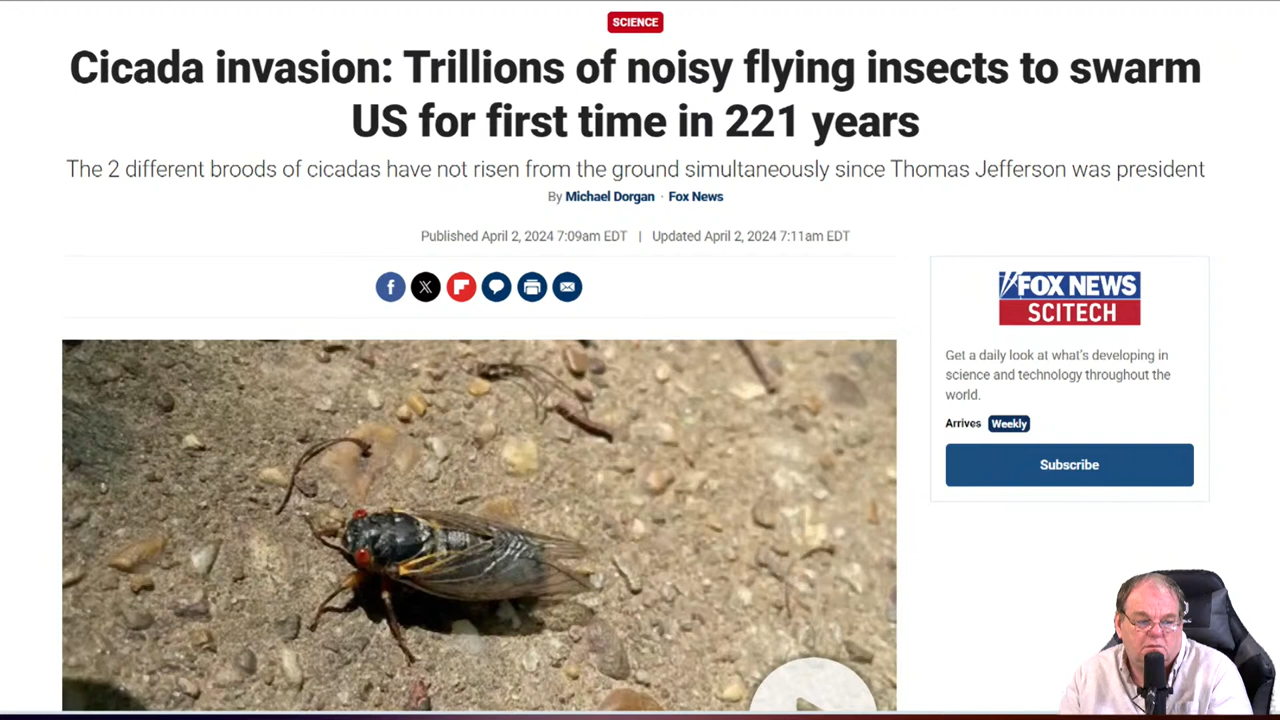 SCIENCE
Cicada invasion: Trillions of noisy flying insects to swarm
US for first time in 221 years
The 2 different broods of cicadas have not risen from the ground simultaneously since Thomas Jefferson was president
By Michael Dorgan · Fox News
Published April 2, 2024 7:09am EDT | Updated April 2, 2024 7:11am EDT
FOX NEWS
SCITECH
Get a daily look at what's developing in
science and technology throughout the
world.
Arrives Weekly
Subscribe